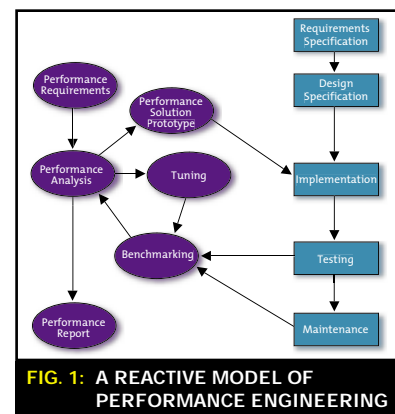 Requirements
Specification
Performance
Requirements
Design
Specification
Performance
Solution
Prototype
Performance
Analysis
Tuning
Implementation
Benchmarking
Testing
Performance
Report
Maintenance
FIG. 1: A REACTIVE MODEL OF
PERFORMANCE ENGINEERING